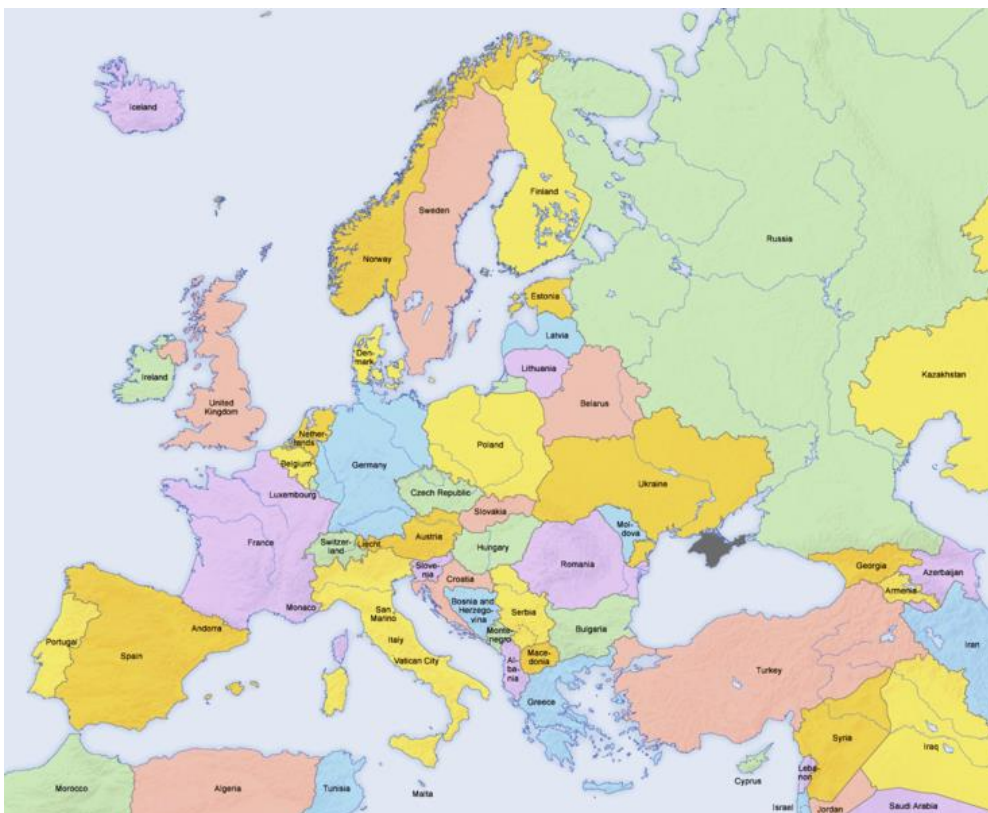 Iceland
Finland
Sweden
Russia
Norway
Estonia
Latvia
Den-
mark
Lithuania
Ireland
Kazakhstan
United
Kingdom
Belarus
Nether-
lands
Poland
Belgium
Germany
Ukraine
Czech Republic
Luxembourg
Slovakia
Mol-
dova
Austria
Liecht.
France
Switzer-
land
Hungary
Romania
Georgia
Slove-
nia
Azerbaijan
Croatia
Armenia
Bosnia and
Herzego-
vina
Monaco
San
Marino
Serbia
Andorra
Bulgaria
Portugal
Italy
Monte-
negro
Iran
Spain
Vatican City
Mace-
donia
Al-
ba-
nia
Turkey
Greece
Syria
Iraq
Leba-
non
Cyprus
Morocco
Algeria
Tunisia
Malta
Israel
Jordan
Saudi Arabia